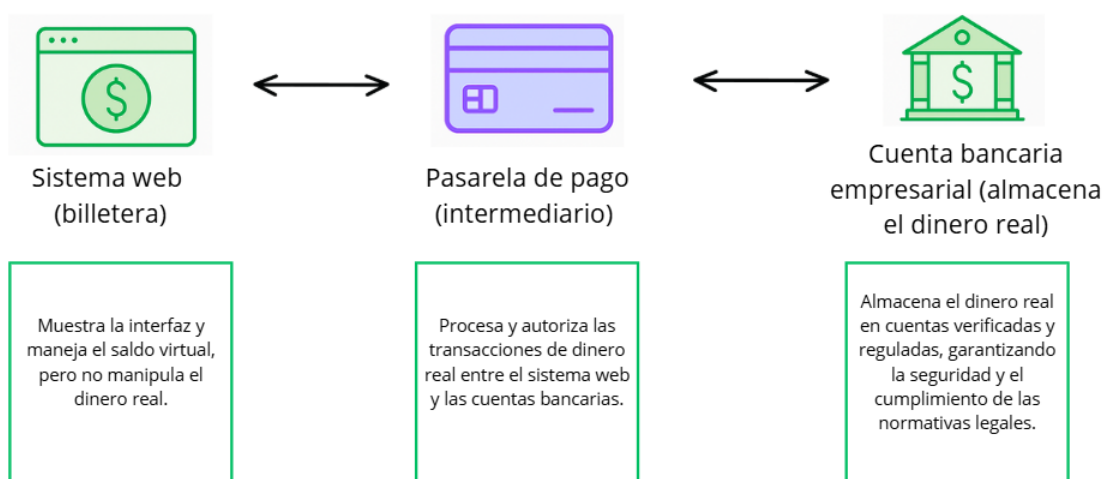 Sistema web
(billetera)
Pasarela de pago
(intermediario)
Cuenta bancaria
empresarial (almacena
el dinero real)
Muestra la interfaz y
maneja el saldo virtual,
pero no manipula el
dinero real.
Procesa y autoriza las
transacciones de dinero
real entre el sistema web
y las cuentas bancarias.
Almacena el dinero real
en cuentas verificadas y
reguladas, garantizando
la seguridad y el
cumplimiento de las
normativas legales.